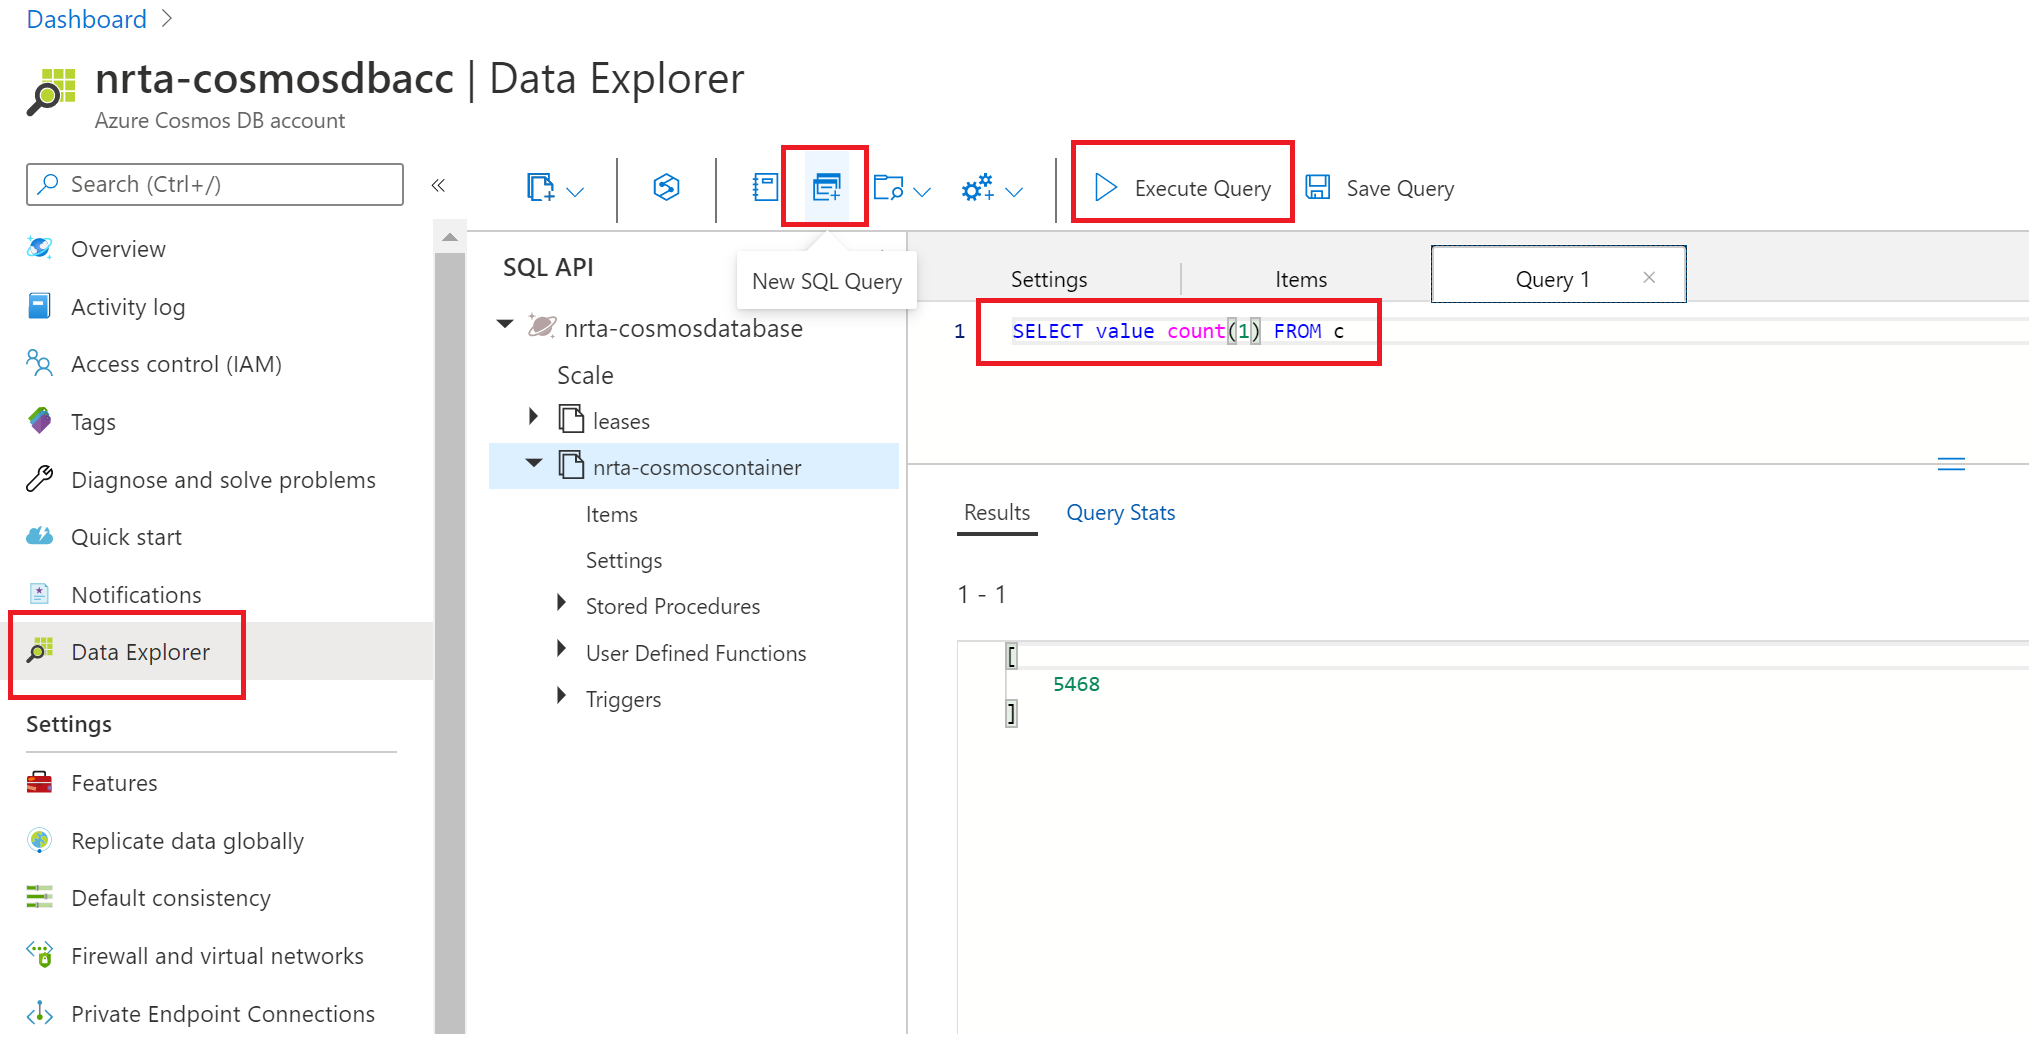 Dashboard
nrta-cosmosdbacc | Data Explorer
Azure Cosmos DB account
Search (Ctrl+/)
«
Execute Query
Save Query
Overview
Activity log
Access control (IAM)
Tags
Diagnose and solve problems
Quick start
Notifications
Data Explorer
Settings
Features
Replicate data globally
Default consistency
Firewall and virtual networks
Private Endpoint Connections
SQL API
New SQL Query
nrta-cosmosdatabase
Scale
leases
nrta-cosmoscontainer
Items
Settings
Stored Procedures
User Defined Functions
Triggers
Settings
Items
Query 1
1 SELECT value count(1) FROM c
Results
Query Stats
1 - 1
[
5468
]